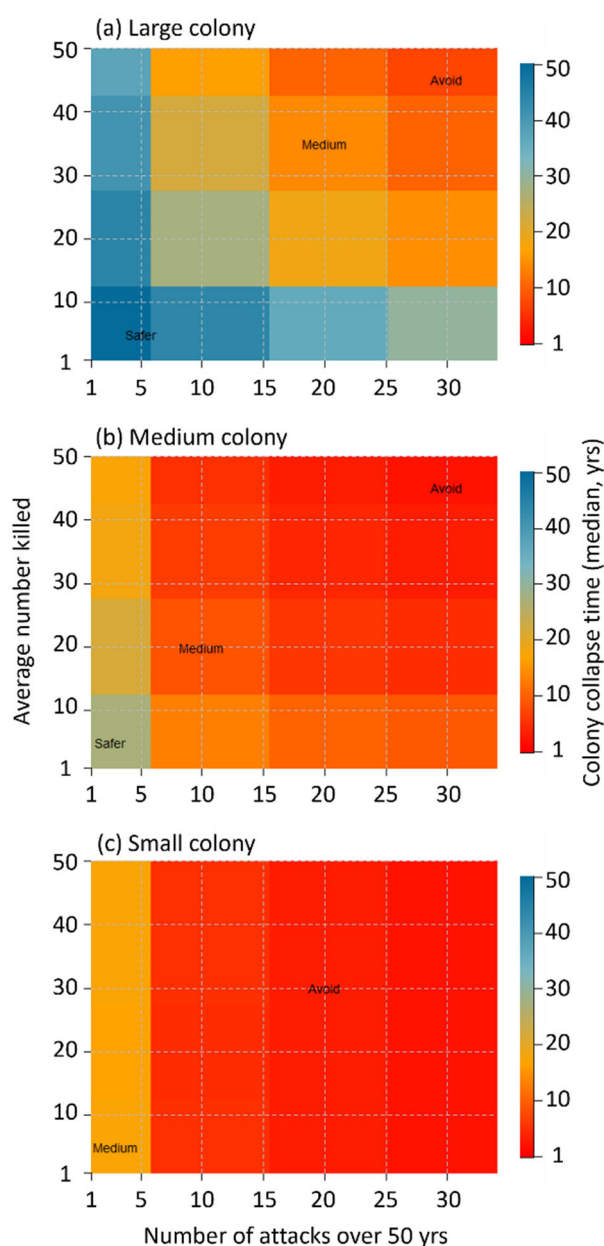 (a) Large colony
50
40
30
20
10
1
Avoid
Medium
Safer
1 5 10 15 20 25 30
50
40
30
20
10
1
(b) Medium colony
50
40
30
20
10
1
Avoid
Medium
Safer
1 5 10 15 20 25 30
50
40
30
20
10
1
Average number killed
Colony collapse time (median, yrs)
(c) Small colony
50
40
30
20
10
1
Avoid
Medium
1 5 10 15 20 25 30
50
40
30
20
10
1
Number of attacks over 50 yrs